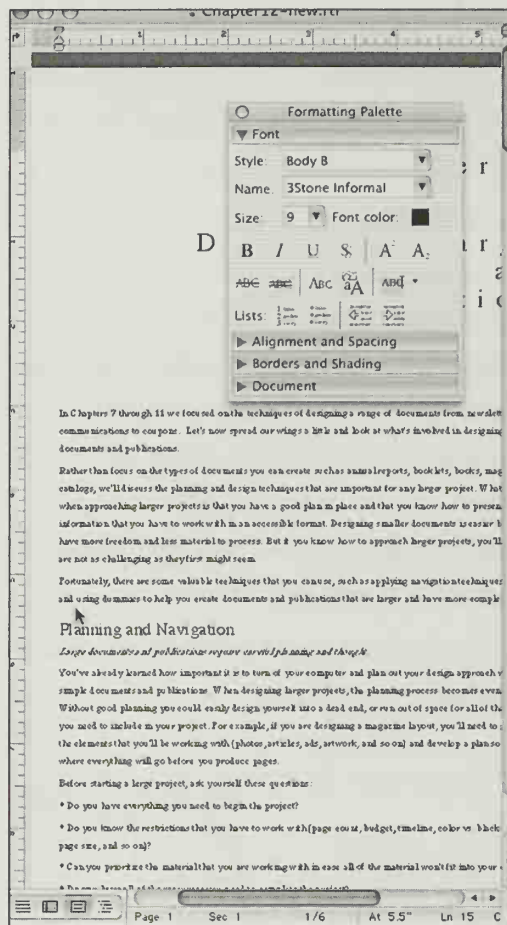 Chapter12-new.rtf
1 2 3 4 5
Formatting Palette
Font
Style: Body B
Name: 3Stone Informal
Size: 9 Font color:
B I U S A² A₂
ABC ABC ABC aA ABC
Lists:
Alignment and Spacing
Borders and Shading
Document
e r
D a r
a
t i c
In Chapters 7 through 11 we focused on the techniques of designing a range of documents from newslett
communications to coupons. Let's now spread our wings a little and look at what's involved in designing
documents and publications.
Rather than focus on the types of documents you can create such as annual reports, booklets, books, mag
catalogs, we'll discuss the planning and design techniques that are important for any larger project. What
when approaching larger projects is that you have a good plan in place and that you know how to presen
information that you have to work with in an accessible format. Designing smaller documents is easier b
have more freedom and less material to process. But if you know how to approach larger projects, you'll
are not as challenging as they first might seem.
Fortunately, there are some valuable techniques that you can use, such as applying navigation techniques
and using dummies to help you create documents and publications that are larger and have more comple
Planning and Navigation
Large documents and publications require careful planning and thought.
You've already learned how important it is to turn of your computer and plan out your design approach w
simple documents and publications. When designing larger projects, the planning process becomes even
Without good planning you could easily design yourself into a dead end, or run out of space for all of th
you need to include in your project. For example, if you are designing a magazine layout, you'll need to
the elements that you'll be working with (photos, articles, ads, artwork, and so on) and develop a plan so
where everything will go before you produce pages.
Before starting a large project, ask yourself these questions:
* Do you have everything you need to begin the project?
* Do you know the restrictions that you have to work with (page count, budget, timeline, color vs. black
page size, and so on)?
* Can you prioritize the material that you are working with in case all of the material won't fit into your
Page 1 Sec 1 1/6 At 5.5" Ln 15 C